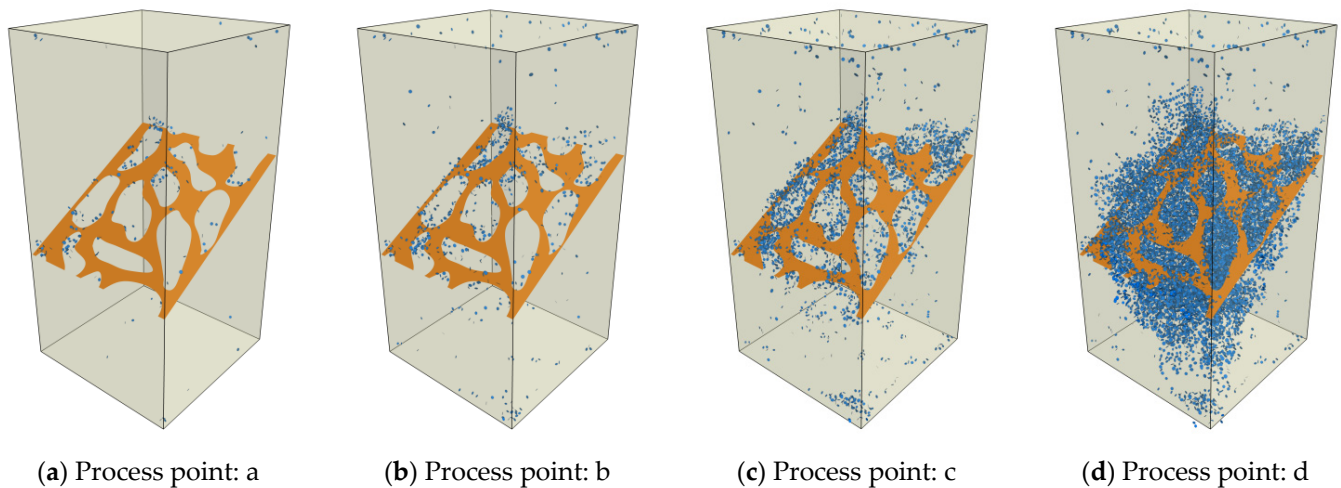 (a) Process point: a
(b) Process point: b
(c) Process point: c
(d) Process point: d